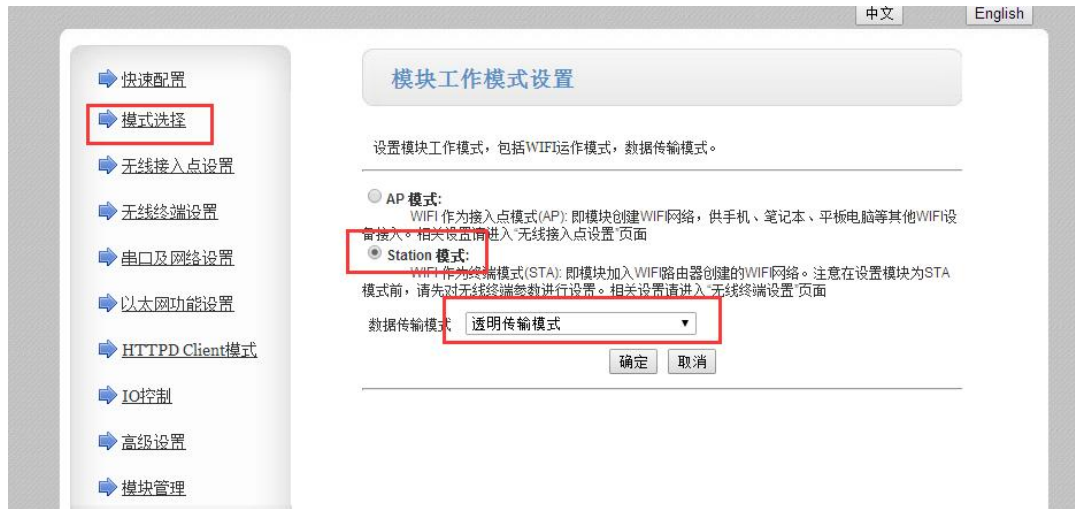 中文 English
快速配置
模式选择
无线接入点设置
无线终端设置
串口及网络设置
以太网功能设置
HTTPD Client模式
IO控制
高级设置
模块管理
模块工作模式设置
设置模块工作模式，包括WIFI运作模式，数据传输模式。
AP 模式:
WIFI 作为接入点模式(AP): 即模块创建WIFI网络，供手机、笔记本、平板电脑等其他WIFI设
备接入。相关设置请进入“无线接入点设置”页面
Station 模式:
WIFI 作为终端模式(STA): 即模块加入WIFI路由器创建的WIFI网络。注意在设置模块为STA
模式前，请先对无线终端参数进行设置。相关设置请进入“无线终端设置”页面
数据传输模式 透明传输模式
确定 取消